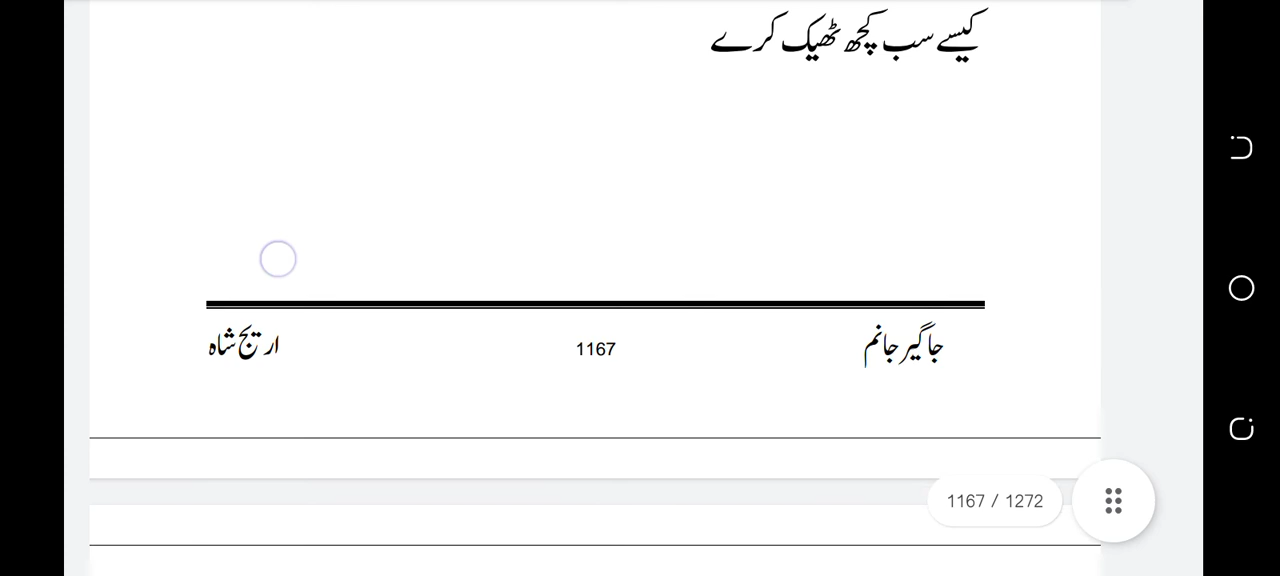 کیسے سب کچھ ٹھیک کرے
جاگیر جانم 1167 اریج شاہ
1167 / 1272